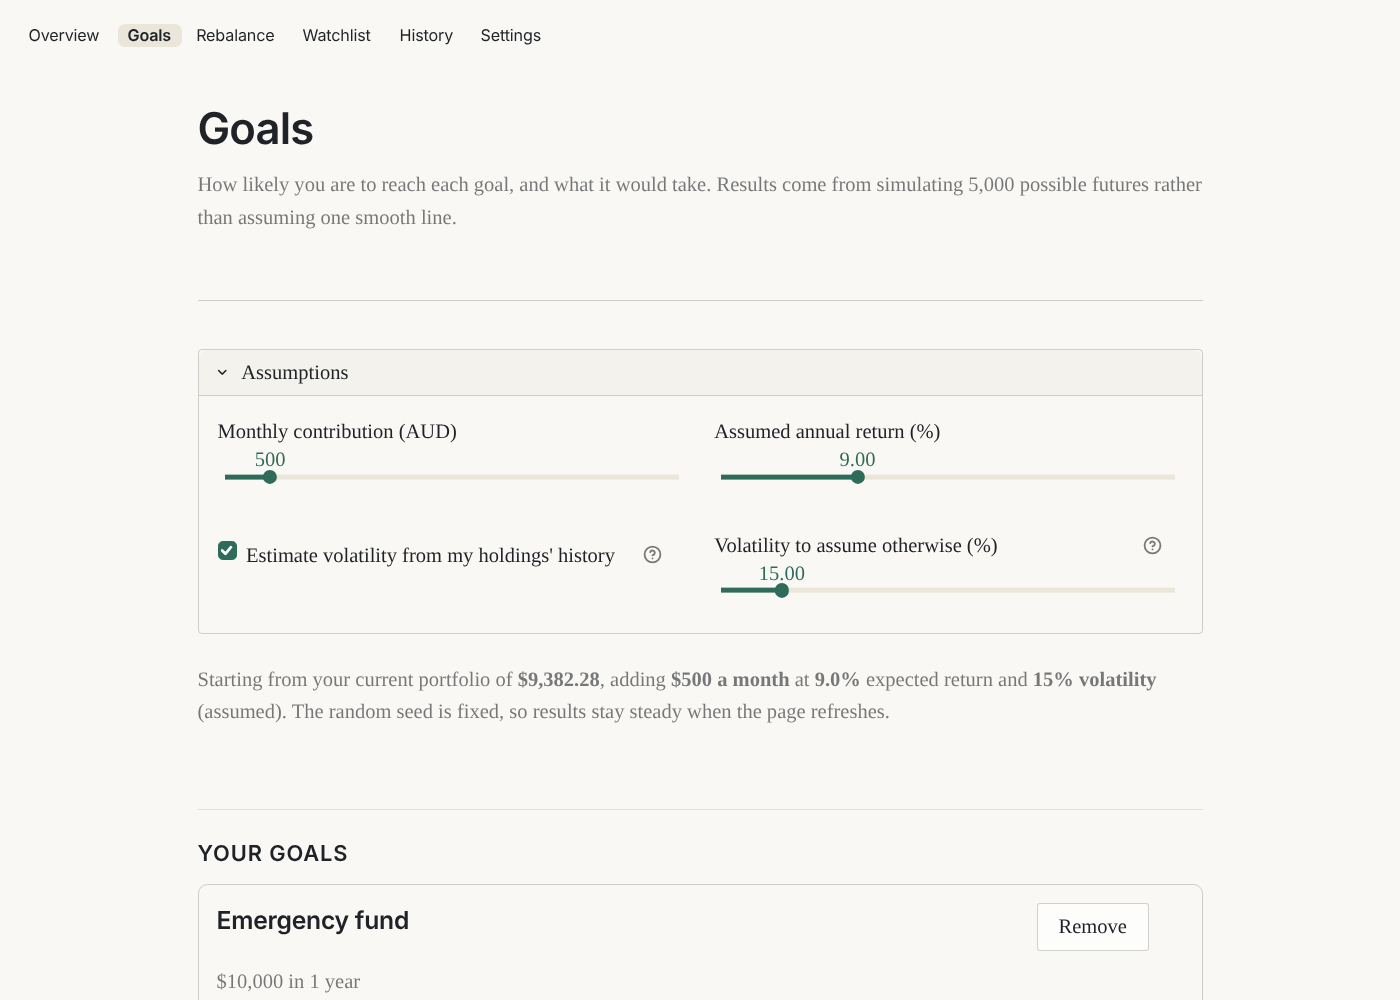 Overview Goals Rebalance Watchlist History Settings
Goals
How likely you are to reach each goal, and what it would take. Results come from simulating 5,000 possible futures rather
than assuming one smooth line.
Assumptions
Monthly contribution (AUD)
500
Assumed annual return (%)
9.00
Estimate volatility from my holdings' history
Volatility to assume otherwise (%)
15.00
Starting from your current portfolio of $9,382.28, adding $500 a month at 9.0% expected return and 15% volatility
(assumed). The random seed is fixed, so results stay steady when the page refreshes.
YOUR GOALS
Emergency fund
Remove
$10,000 in 1 year